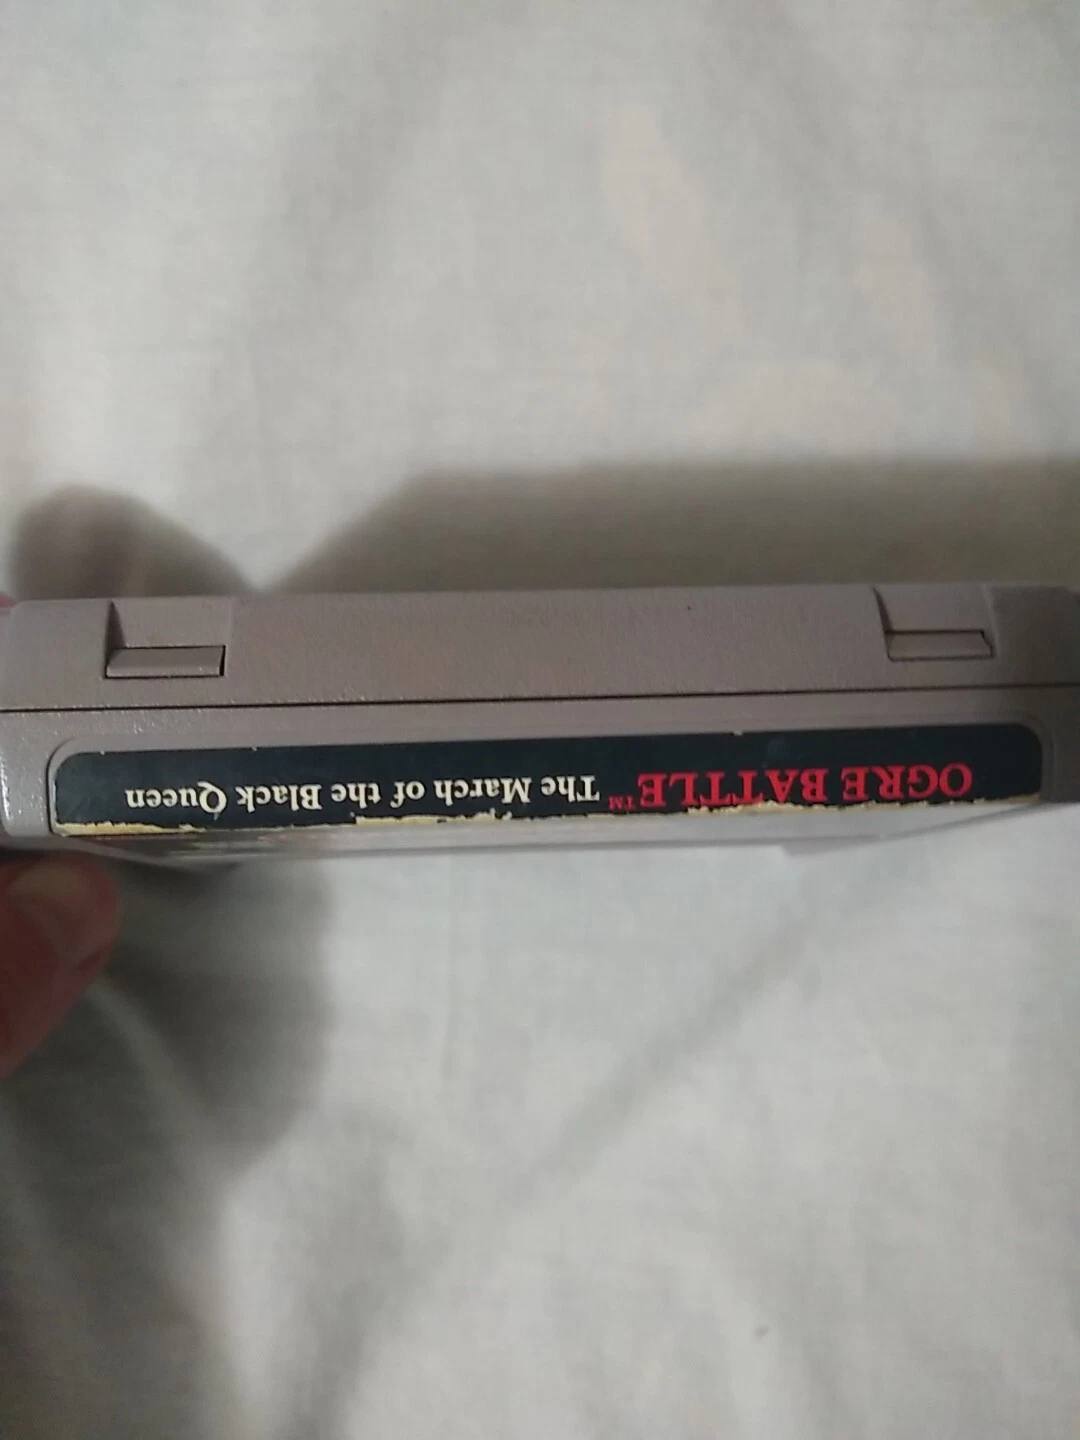 OGRE BATTLE™ The March of the Black Queen